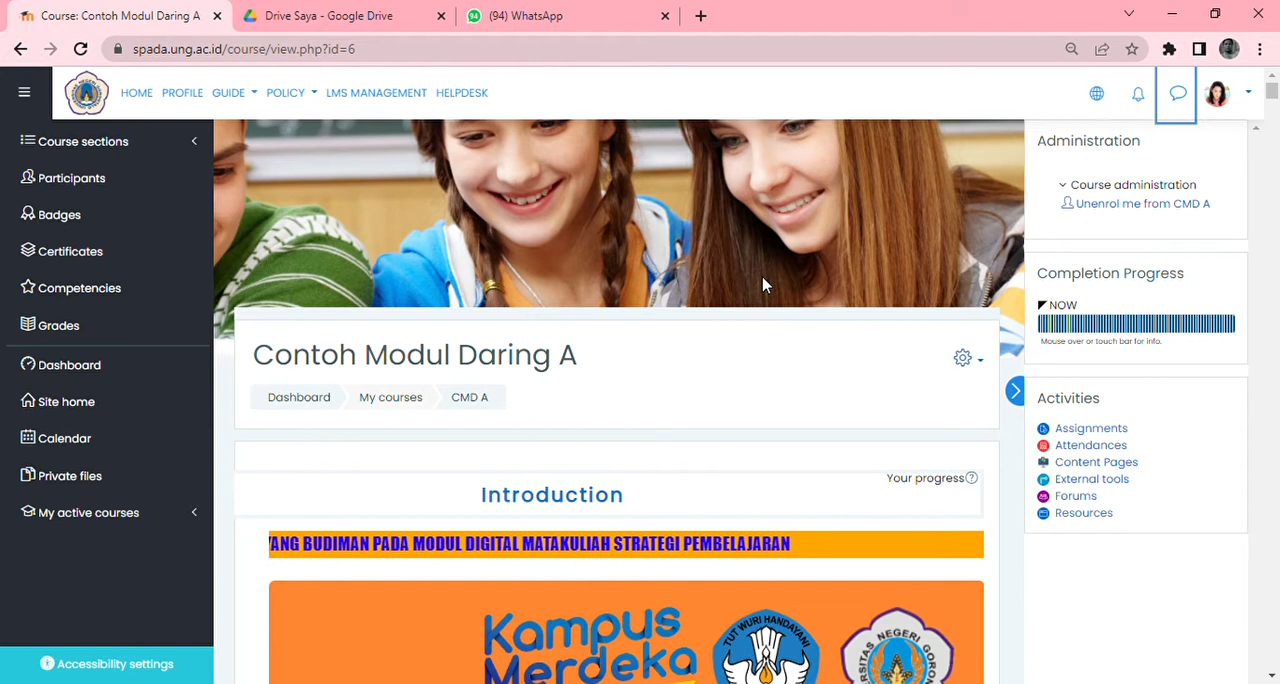 Course: Contoh Modul Daring A
Drive Saya - Google Drive
94
(94) WhatsApp
spada.ung.ac.id/course/view.php?id=6
HOME PROFILE GUIDE POLICY LMS MANAGEMENT HELPDESK
Course sections
Participants
Badges
Certificates
Competencies
Grades
Dashboard
Site home
Calendar
Private files
My active courses
Accessibility settings
Contoh Modul Daring A
Dashboard My courses CMD A
Your progress
Introduction
YANG BUDIMAN PADA MODUL DIGITAL MATAKULIAH STRATEGI PEMBELAJARAN
Kampus
Merdeka
TUT WURI HANDAYANI
NEGERI
Administration
Course administration
Unenrol me from CMD A
Completion Progress
NOW
Mouse over or touch bar for info.
Activities
Assignments
Attendances
Content Pages
External tools
Forums
Resources